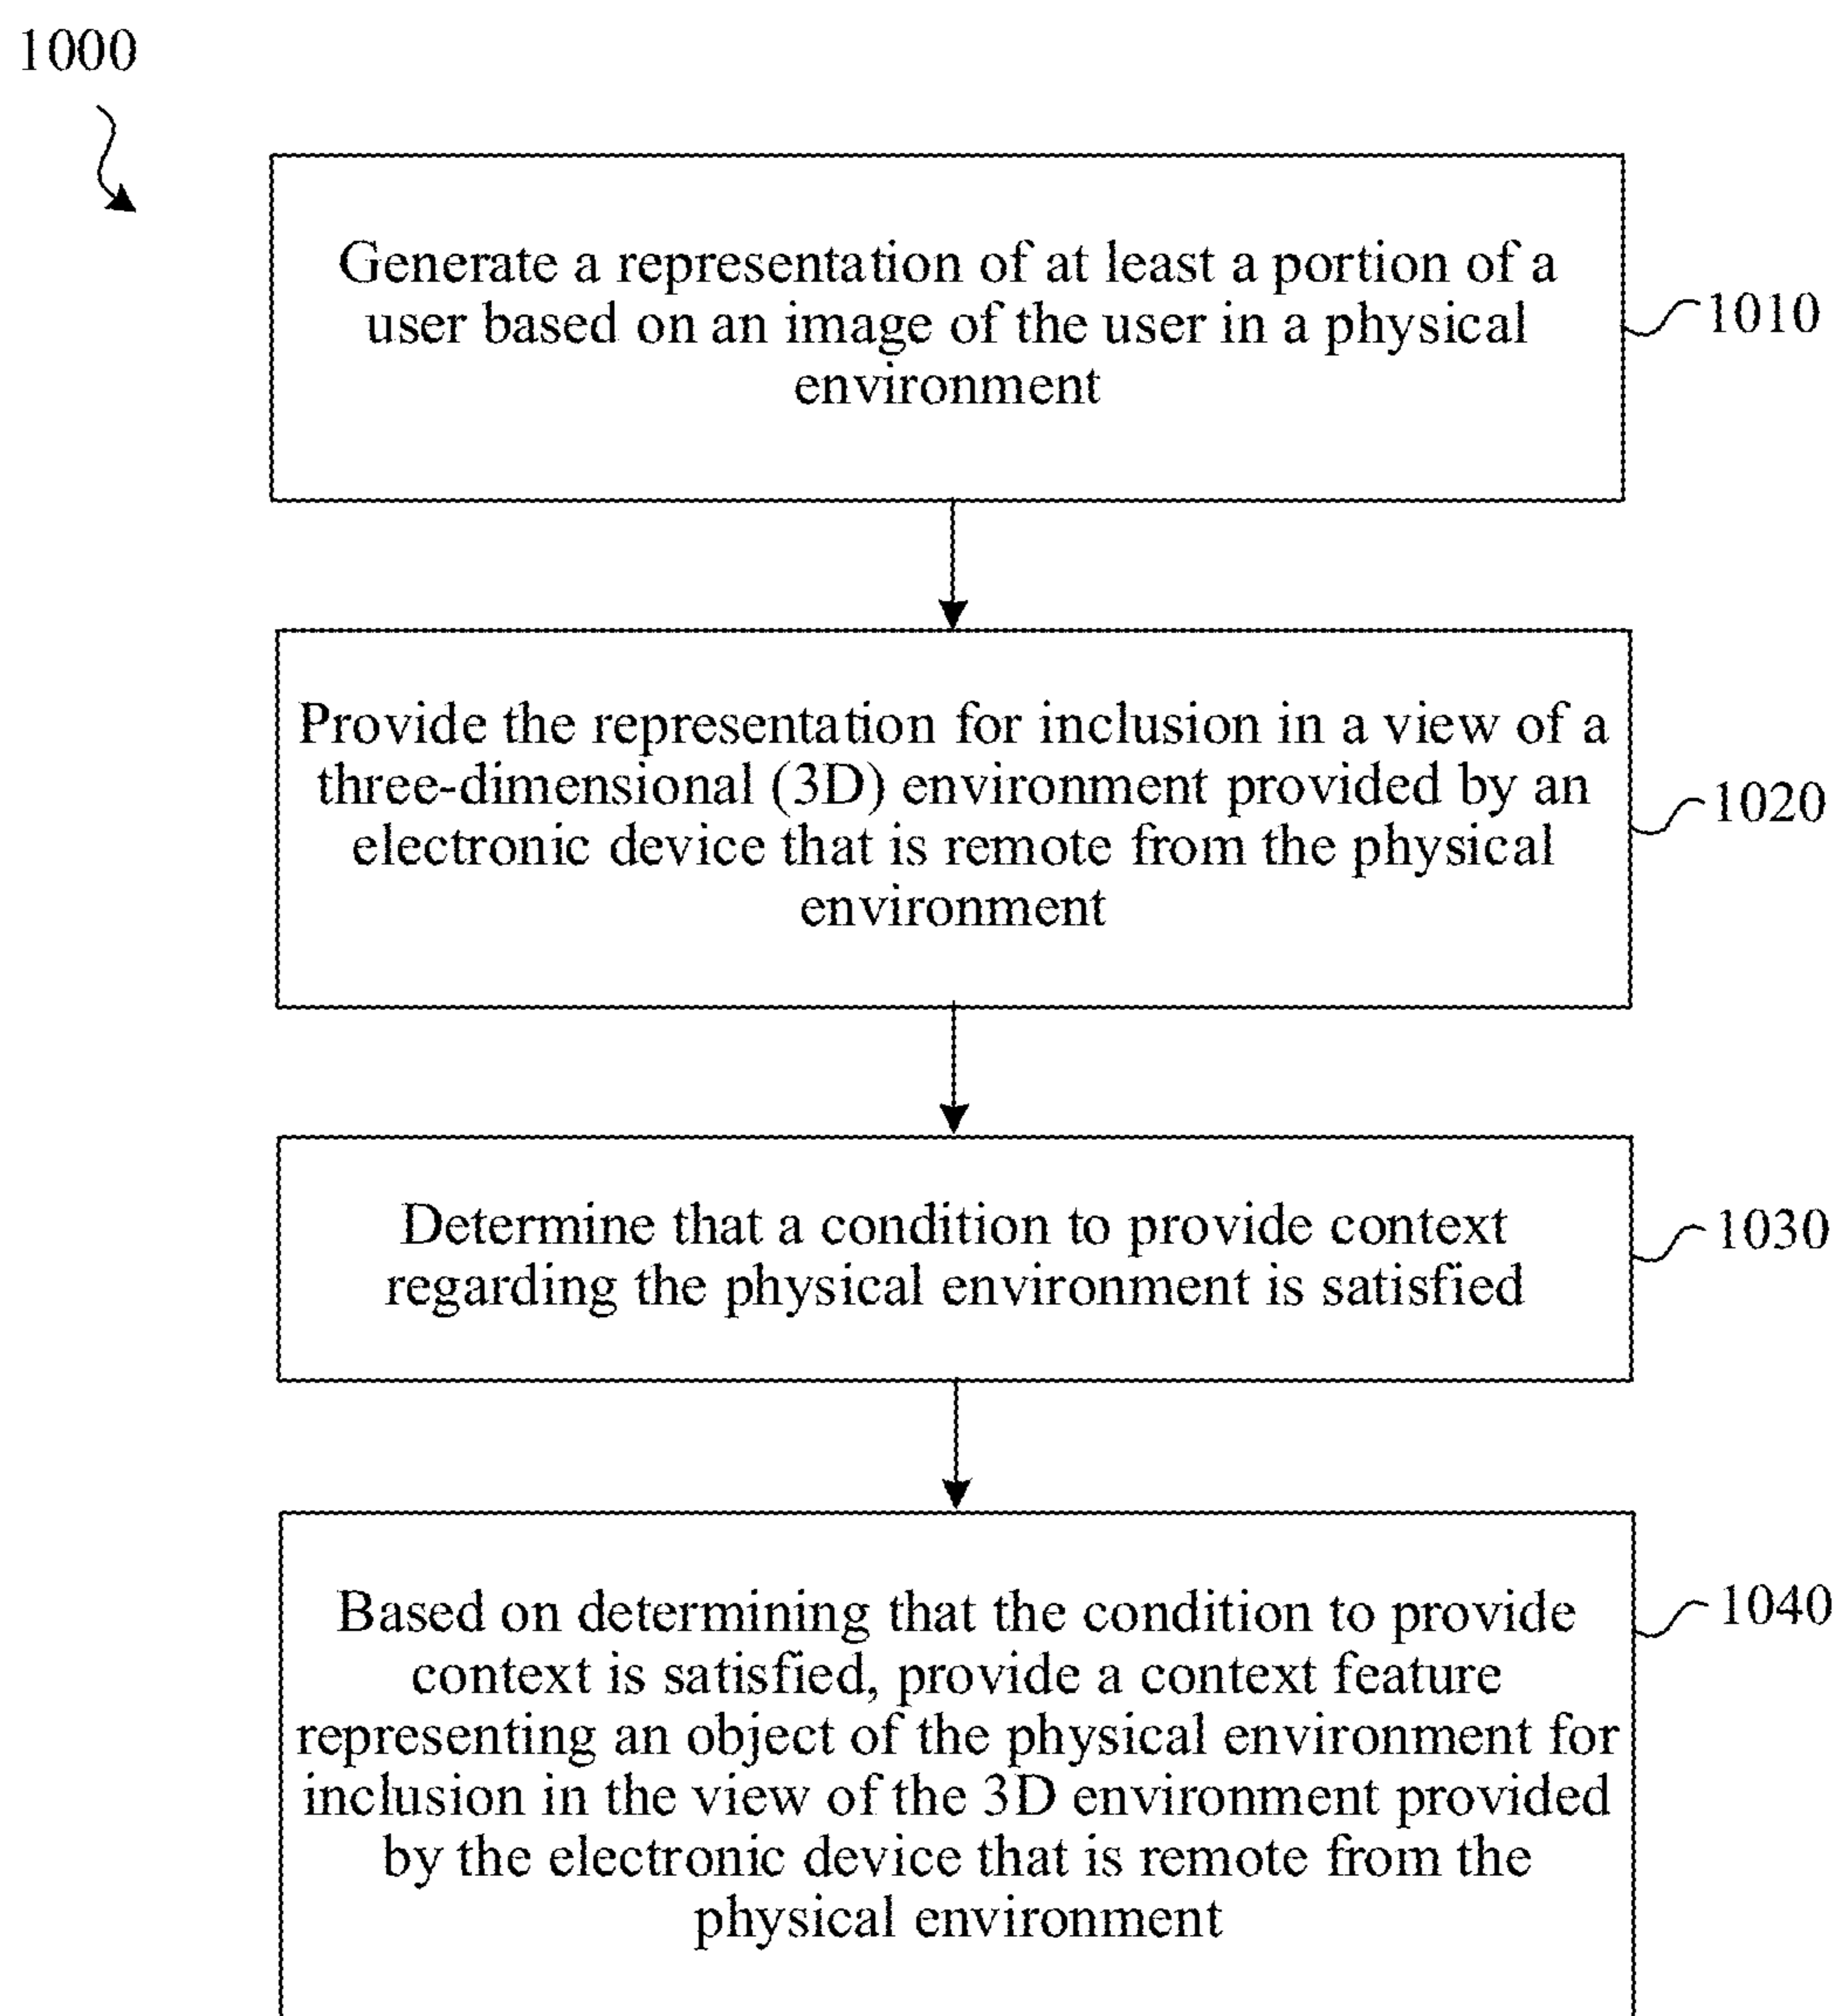 1000
Generate a representation of at least a portion of a
user based on an image of the user in a physical
environment
1010
Provide the representation for inclusion in a view of a
three-dimensional (3D) environment provided by an
electronic device that is remote from the physical
environment
1020
Determine that a condition to provide context
regarding the physical environment is satisfied
1030
Based on determining that the condition to provide
context is satisfied, provide a context feature
representing an object of the physical environment for
inclusion in the view of the 3D environment provided
by the electronic device that is remote from the
physical environment
1040